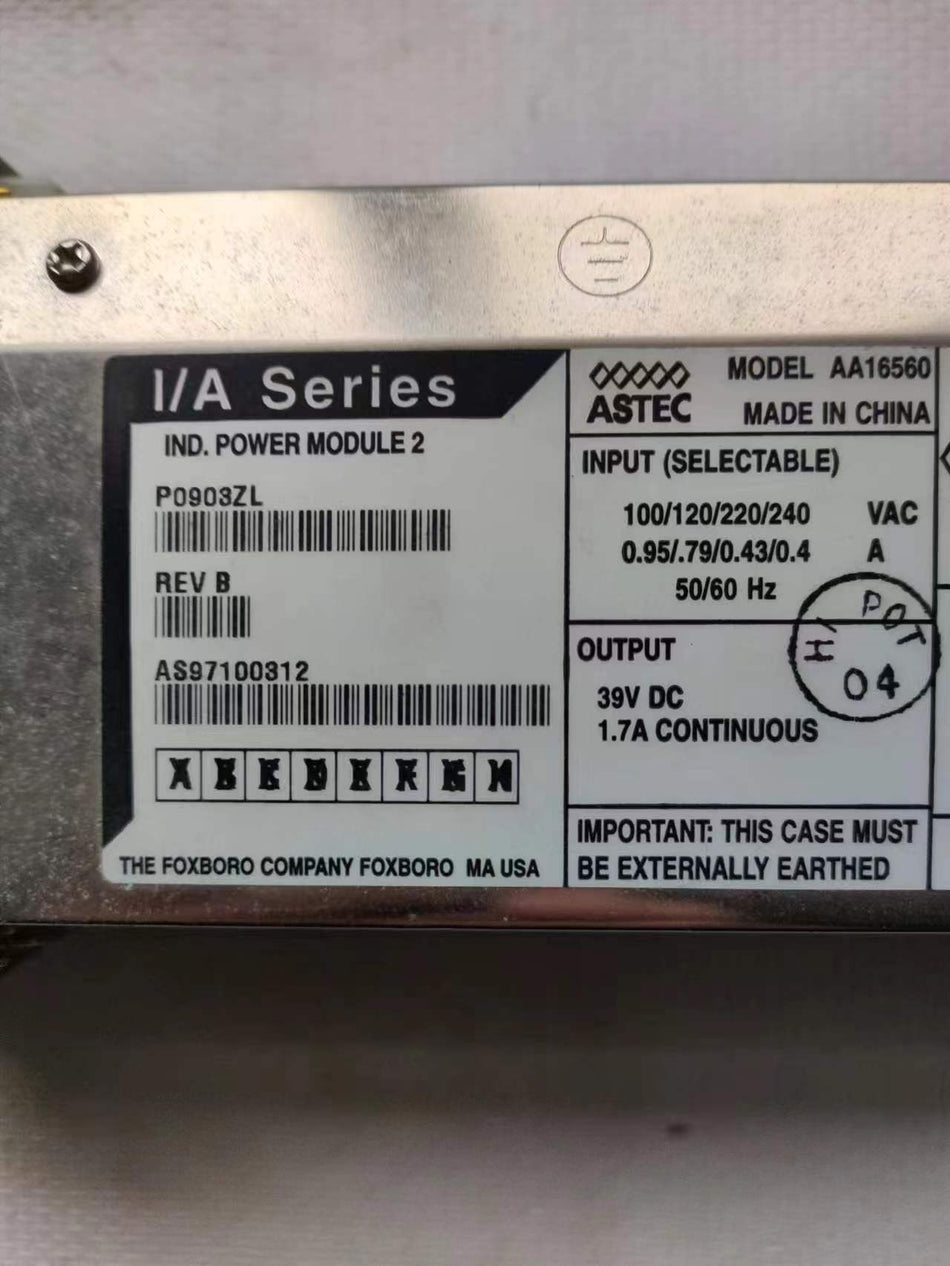 I/A Series
IND. POWER MODULE 2
P0903ZL
REV B
AS97100312
THE FOXBORO COMPANY FOXBORO MA USA
ASTEC
MODEL AA16560
MADE IN CHINA
INPUT (SELECTABLE)
100/120/220/240 VAC
0.95/.79/0.43/0.4 A
50/60 Hz
HI POT
04
OUTPUT
39V DC
1.7A CONTINUOUS
IMPORTANT: THIS CASE MUST
BE EXTERNALLY EARTHED